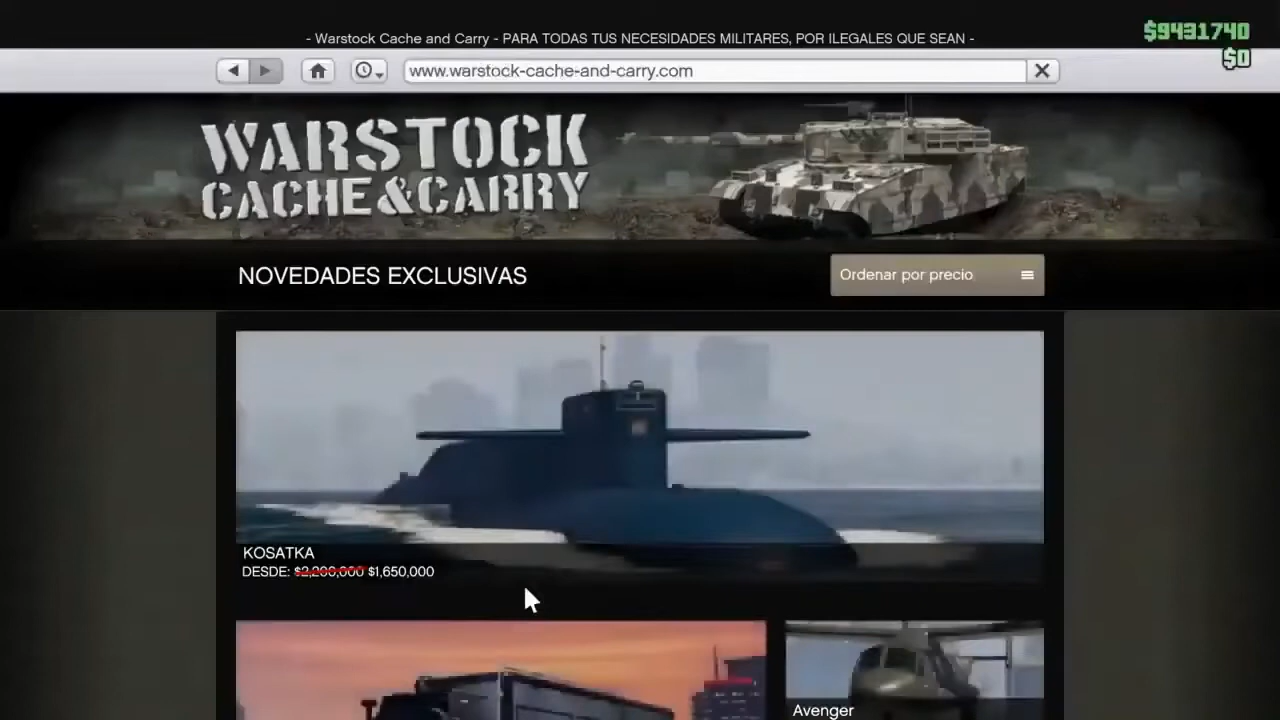 - Warstock Cache and Carry - PARA TODAS TUS NECESIDADES MILITARES, POR ILEGALES QUE SEAN -
$9431740
$0
www.warstock-cache-and-carry.com
WARSTOCK
CACHE&CARRY
NOVEDADES EXCLUSIVAS
Ordenar por precio
KOSATKA
DESDE: $2,200,000 $1,650,000
Avenger